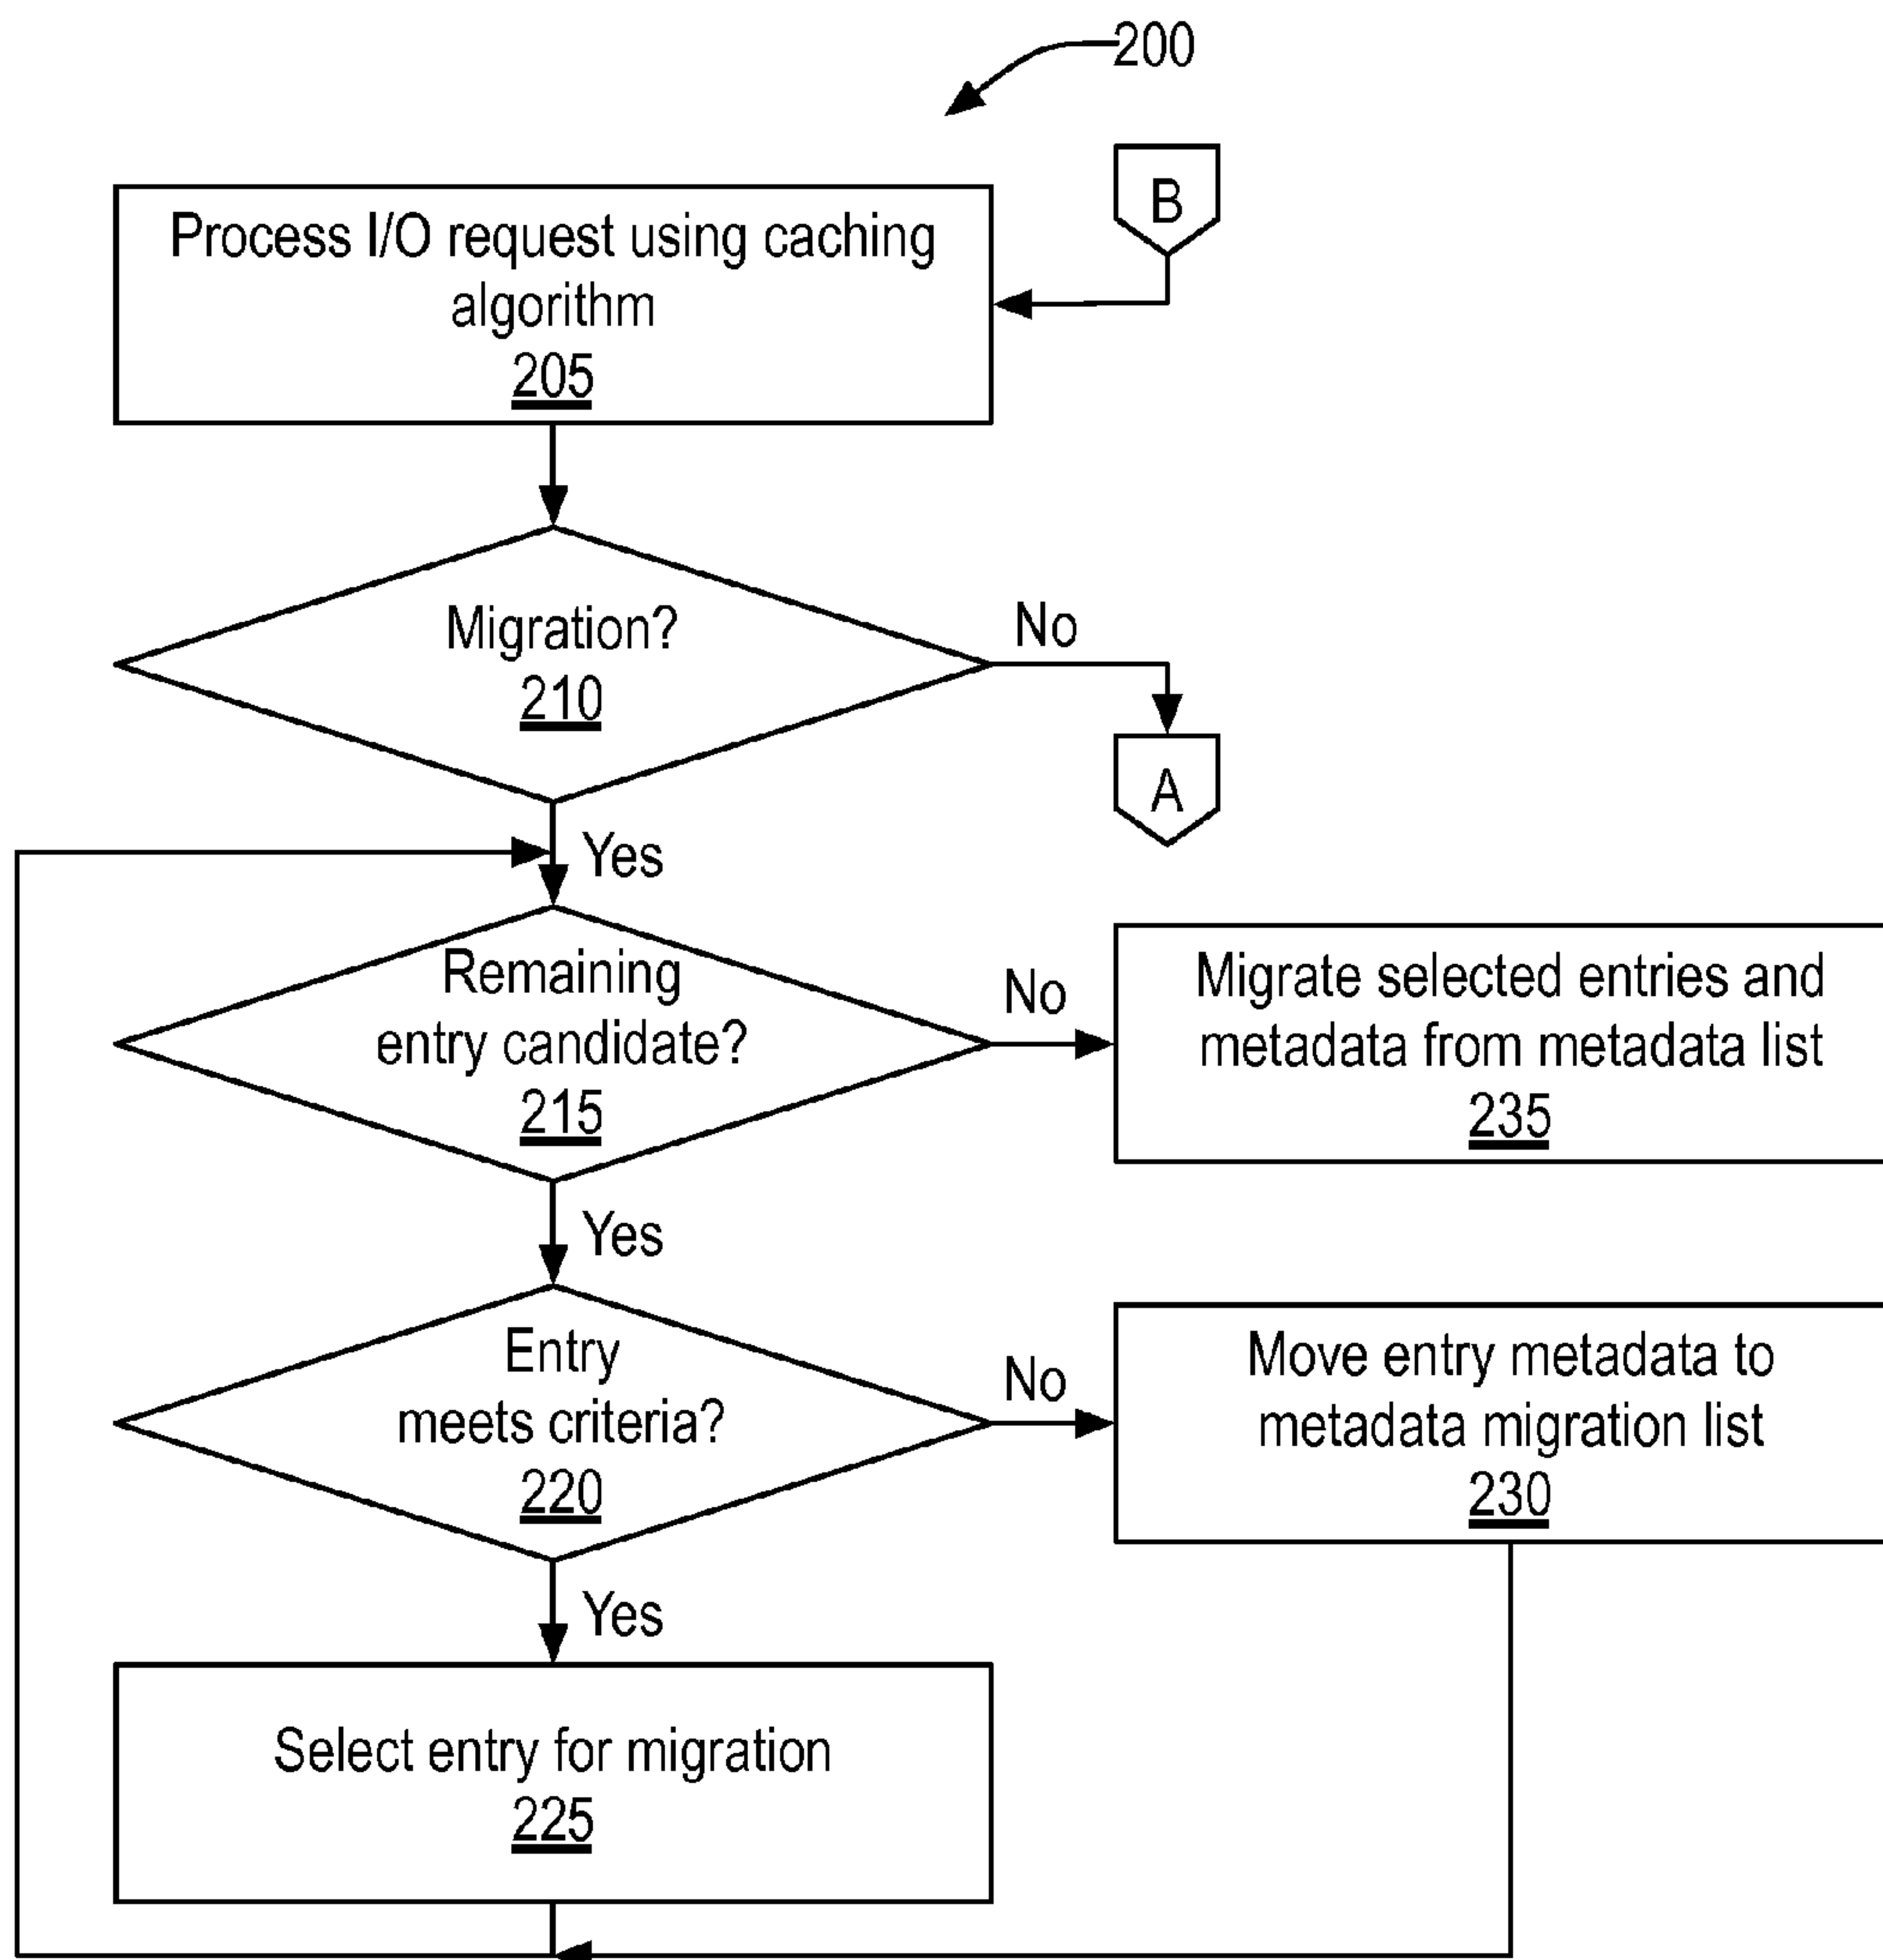 200
B
Process I/O request using caching
algorithm
205
Migration?
210
No
A
Yes
Remaining
entry candidate?
215
No
Migrate selected entries and
metadata from metadata list
235
Yes
Entry
meets criteria?
220
No
Move entry metadata to
metadata migration list
230
Yes
Select entry for migration
225